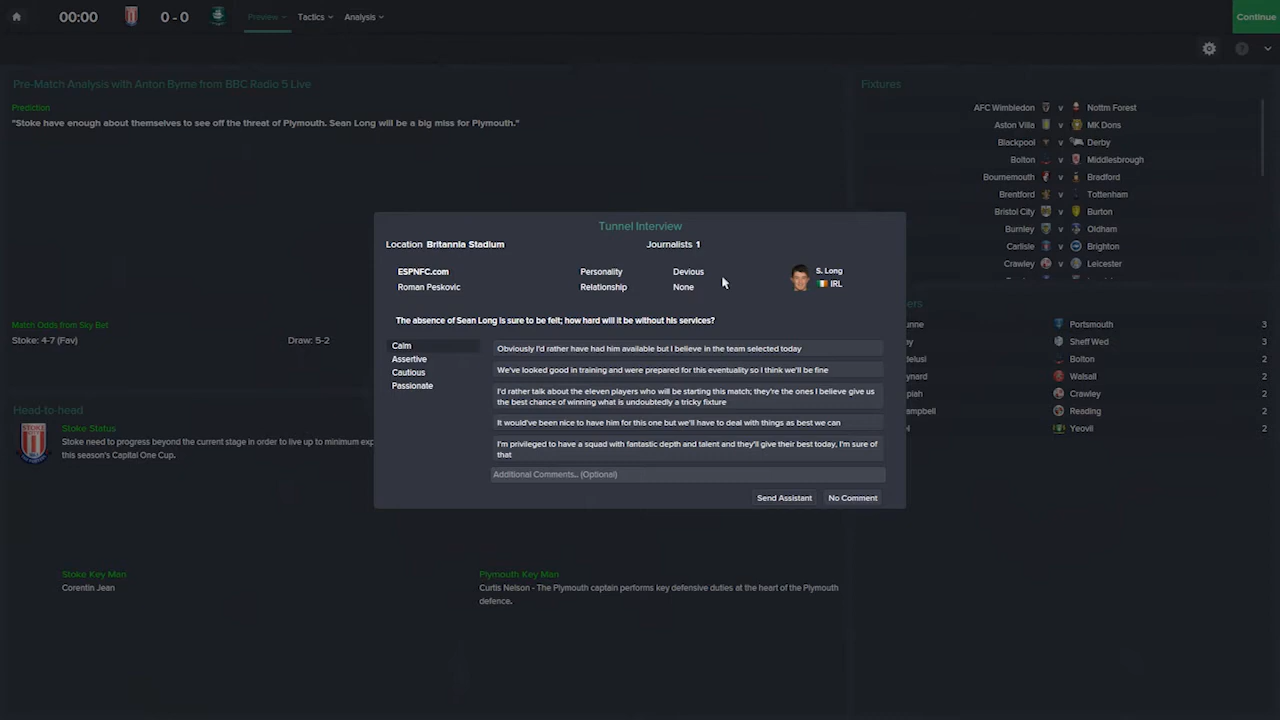 00:00
0 - 0
Preview
Tactics
Analysis
Continue
Pre-Match Analysis with Anton Byrne from BBC Radio 5 Live
Prediction
"Stoke have enough about themselves to see off the threat of Plymouth. Sean Long will be a big miss for Plymouth."
Match Odds from Sky Bet
Stoke: 4-7 (Fav)
Draw: 5-2
Head-to-head
Stoke Status
Stoke need to progress beyond the current stage in order to live up to minimum exp
this season's Capital One Cup.
Stoke Key Man
Corentin Jean
Plymouth Key Man
Curtis Nelson - The Plymouth captain performs key defensive duties at the heart of the Plymouth
defence.
Tunnel Interview
Location Britannia Stadium
Journalists 1
ESPNFC.com
Personality
Devious
Roman Peskovic
Relationship
None
S. Long
IRL
The absence of Sean Long is sure to be felt; how hard will it be without his services?
Calm
Assertive
Cautious
Passionate
Obviously I'd rather have had him available but I believe in the team selected today
We've looked good in training and were prepared for this eventuality so I think we'll be fine
I'd rather talk about the eleven players who will be starting this match; they're the ones I believe give us
the best chance of winning what is undoubtedly a tricky fixture
It would've been nice to have him for this one but we'll have to deal with things as best we can
I'm privileged to have a squad with fantastic depth and talent and they'll give their best today, I'm sure of
that
Additional Comments... (Optional)
Send Assistant
No Comment
Fixtures
AFC Wimbledon v Nottm Forest
Aston Villa v MK Dons
Blackpool v Derby
Bolton v Middlesbrough
Bournemouth v Bradford
Brentford v Tottenham
Bristol City v Burton
Burnley v Oldham
Carlisle v Brighton
Crawley v Leicester
ers
unne Portsmouth 3
ay Sheff Wed 3
delusi Bolton 2
ynard Walsall 2
piah Crawley 2
ampbell Reading 2
el Yeovil 2